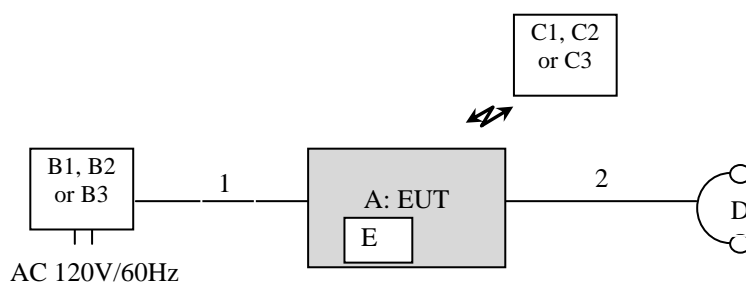 C1, C2
or C3
B1, B2
or B3
1
A: EUT
2
E
D
AC 120V/60Hz